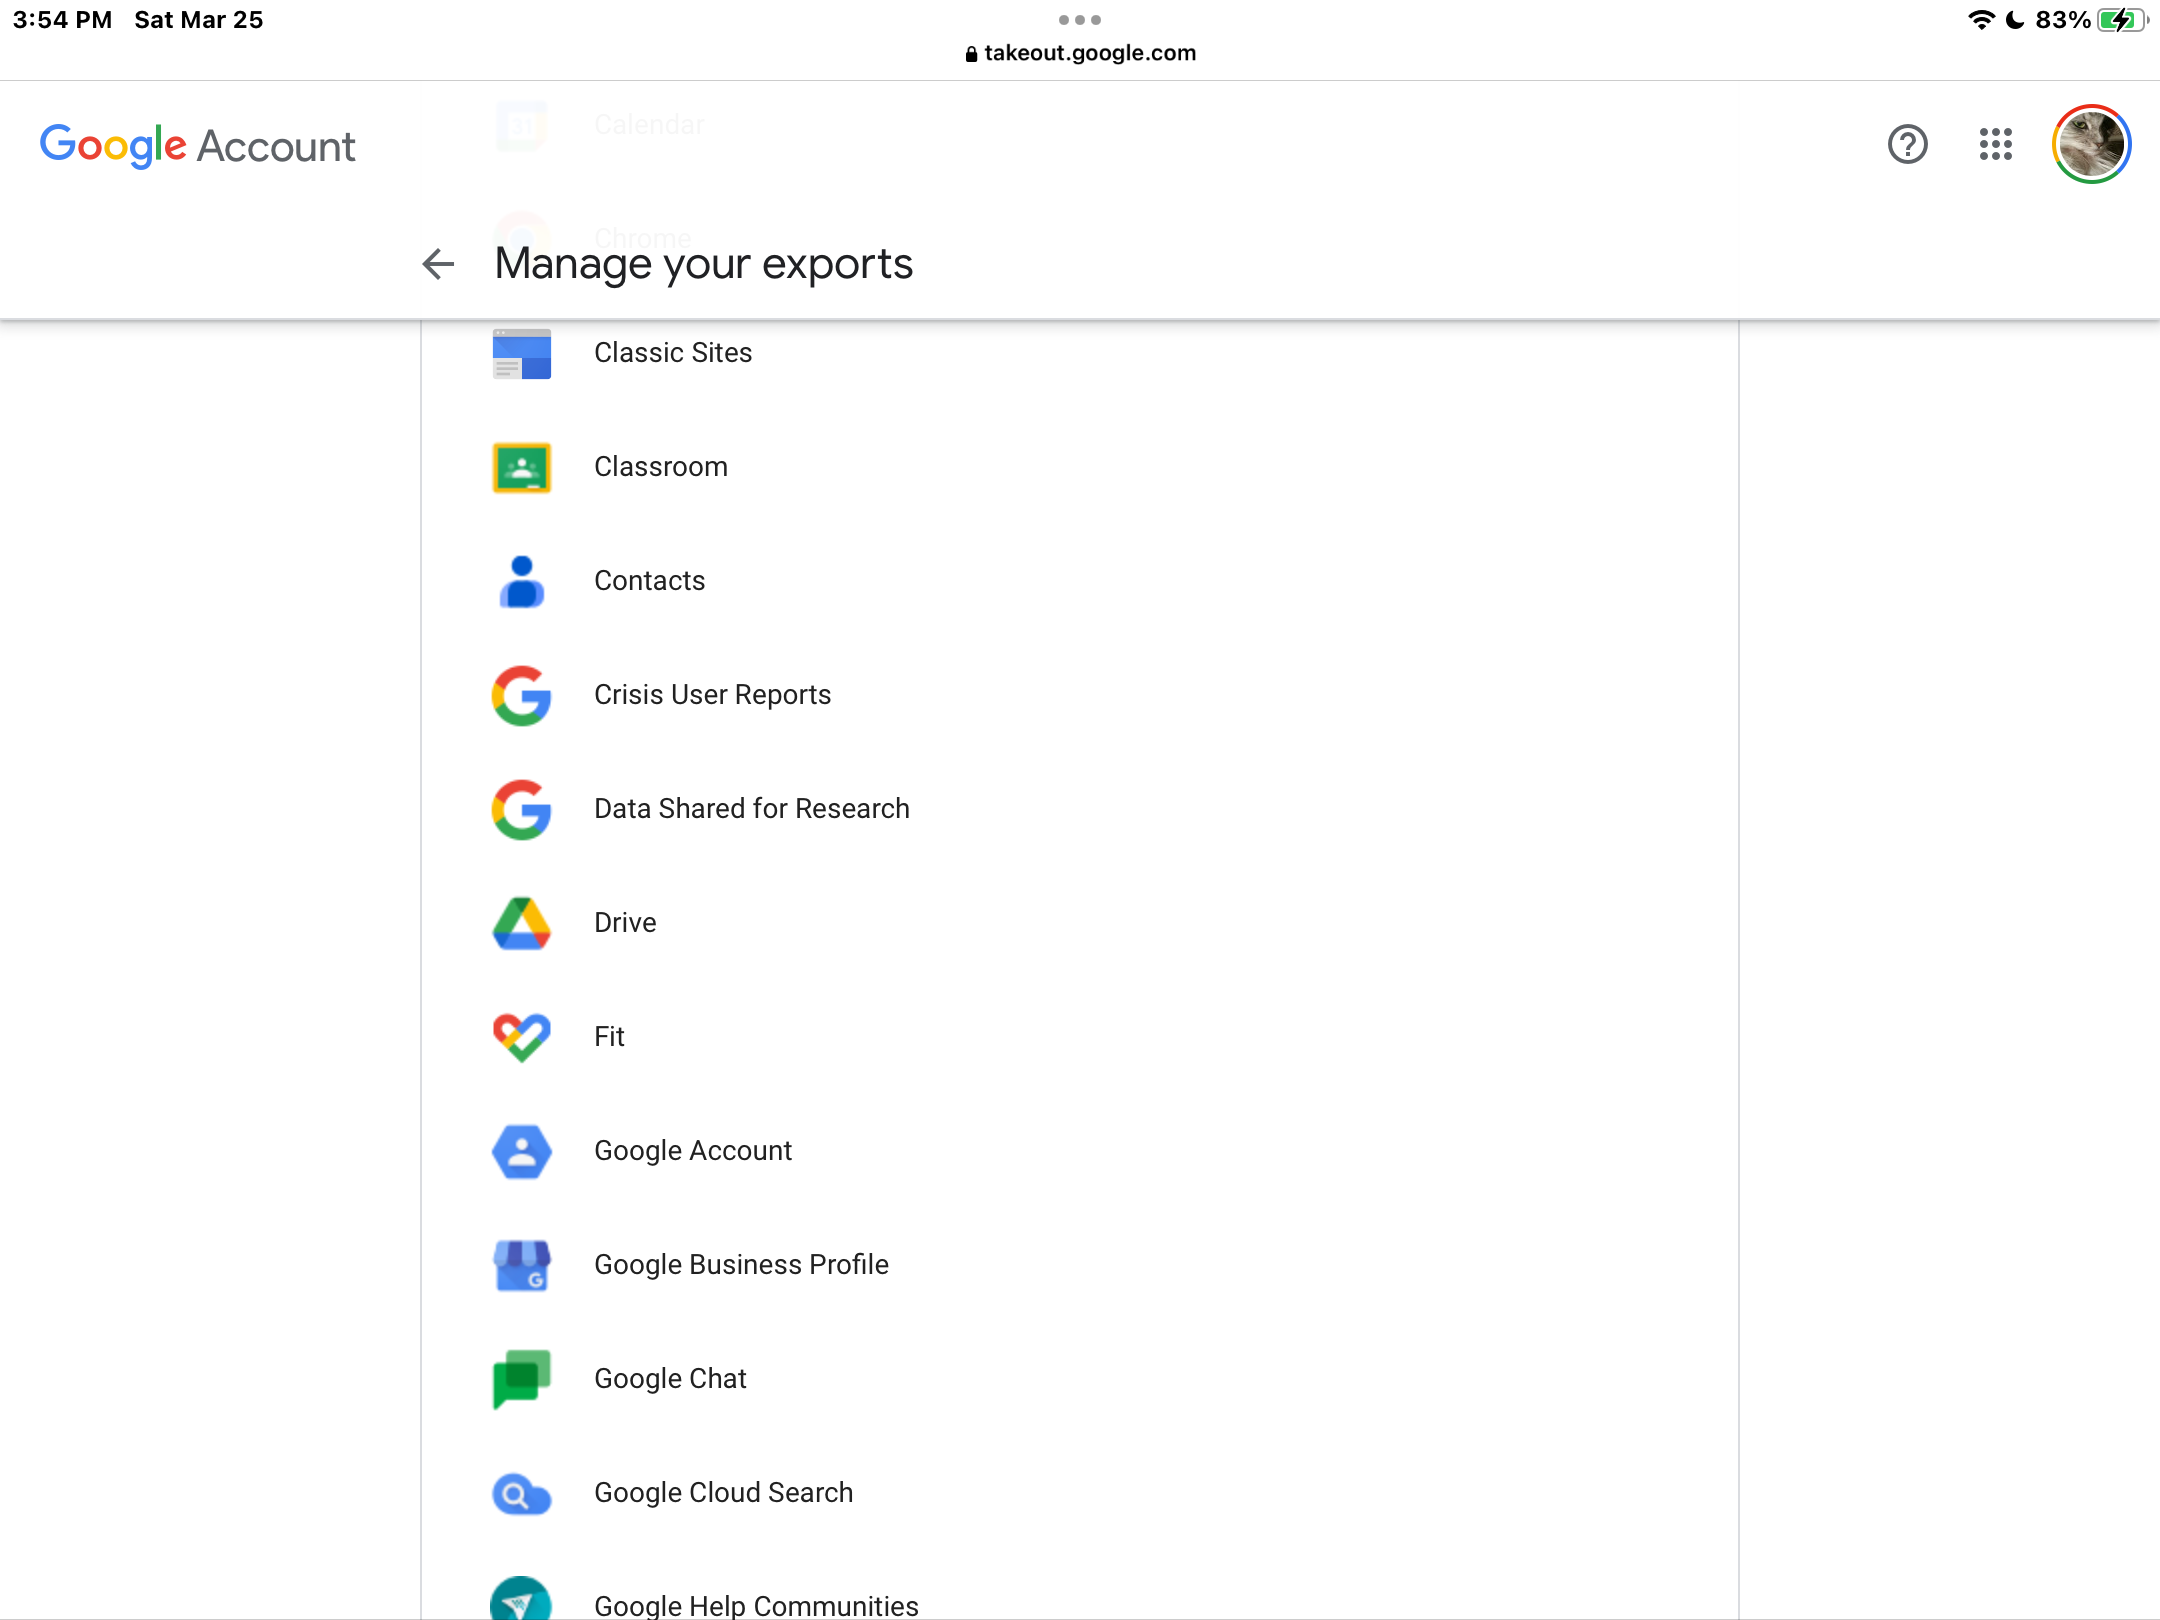 3:54 PM Sat Mar 25
83%
takeout.google.com
Calendar
Google Account
Chrome
Manage your exports
Classic Sites
Classroom
Contacts
Crisis User Reports
Data Shared for Research
Drive
Fit
Google Account
Google Business Profile
Google Chat
Google Cloud Search
Google Help Communities